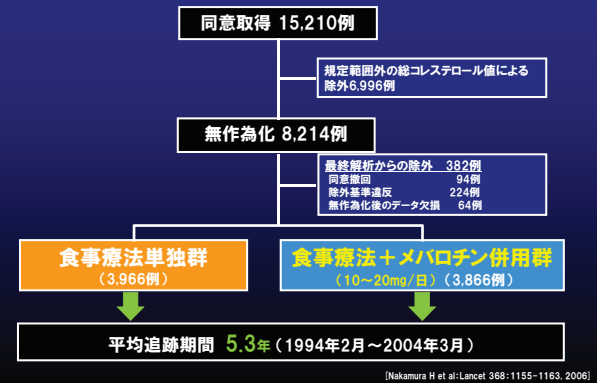 同意取得 15,210例
規定範囲外の総コレステロール値による
除外6,996例
無作為化 8,214例
最終解析からの除外 382例
同意撤回 94例
除外基準違反 224例
無作為化後のデータ欠損 64例
食事療法単独群
（3,966例）
食事療法＋メバロチン併用群
（10～20mg/日）（3,866例）
平均追跡期間 5.3年（1994年2月～2004年3月）
[Nakamura H et al:Lancet 368:1155-1163, 2006]